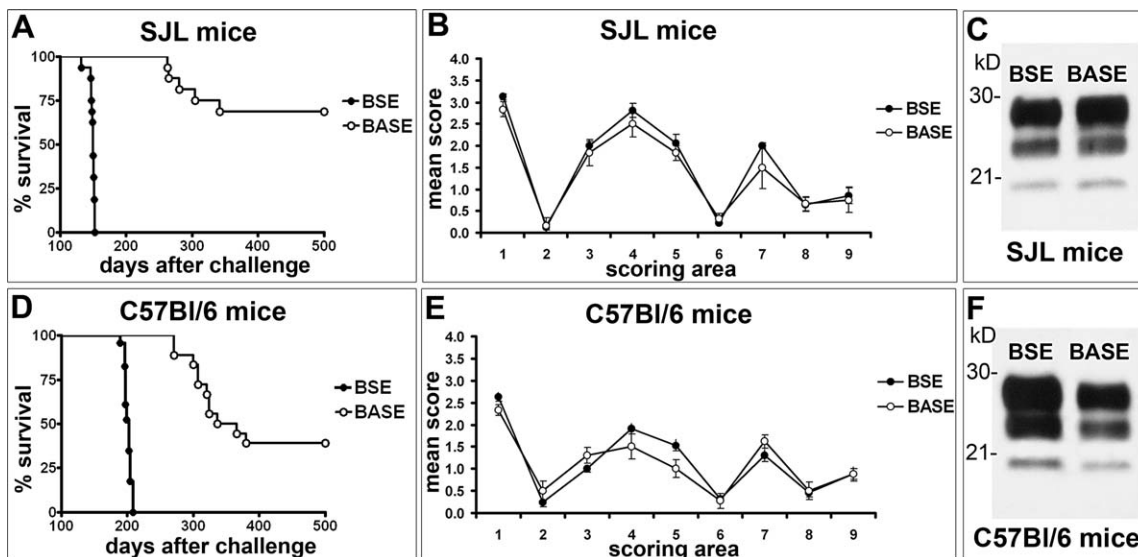 A
SJL mice
100
75
50
25
0
% survival
100 200 300 400 500
days after challenge
BSE
BASE
B
SJL mice
4.0
3.5
3.0
2.5
2.0
1.5
1.0
0.5
0.0
mean score
1 2 3 4 5 6 7 8 9
scoring area
BSE
BASE
C
kD
BSE BASE
30-
21-
SJL mice
D
C57Bl/6 mice
100
75
50
25
0
% survival
100 200 300 400 500
days after challenge
BSE
BASE
E
C57Bl/6 mice
4.0
3.5
3.0
2.5
2.0
1.5
1.0
0.5
0.0
mean score
1 2 3 4 5 6 7 8 9
scoring area
BSE
BASE
F
kD
BSE BASE
30-
21-
C57Bl/6 mice